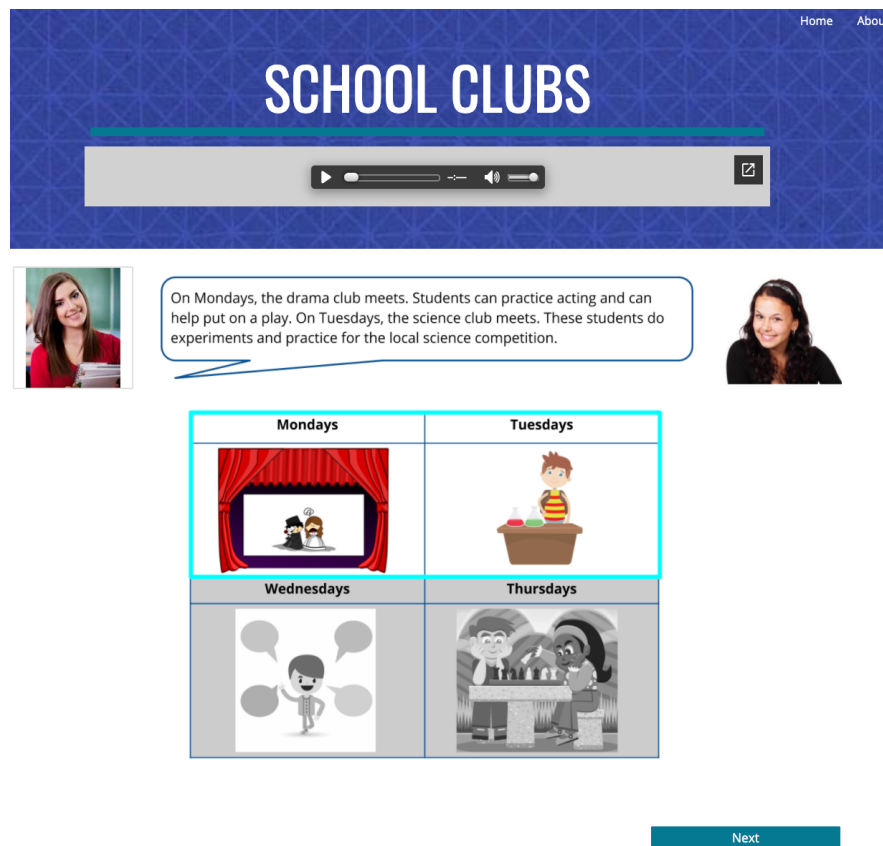 Home Abou
SCHOOL CLUBS
-:--
On Mondays, the drama club meets. Students can practice acting and can
help put on a play. On Tuesdays, the science club meets. These students do
experiments and practice for the local science competition.
Mondays Tuesdays
Wednesdays Thursdays
Next